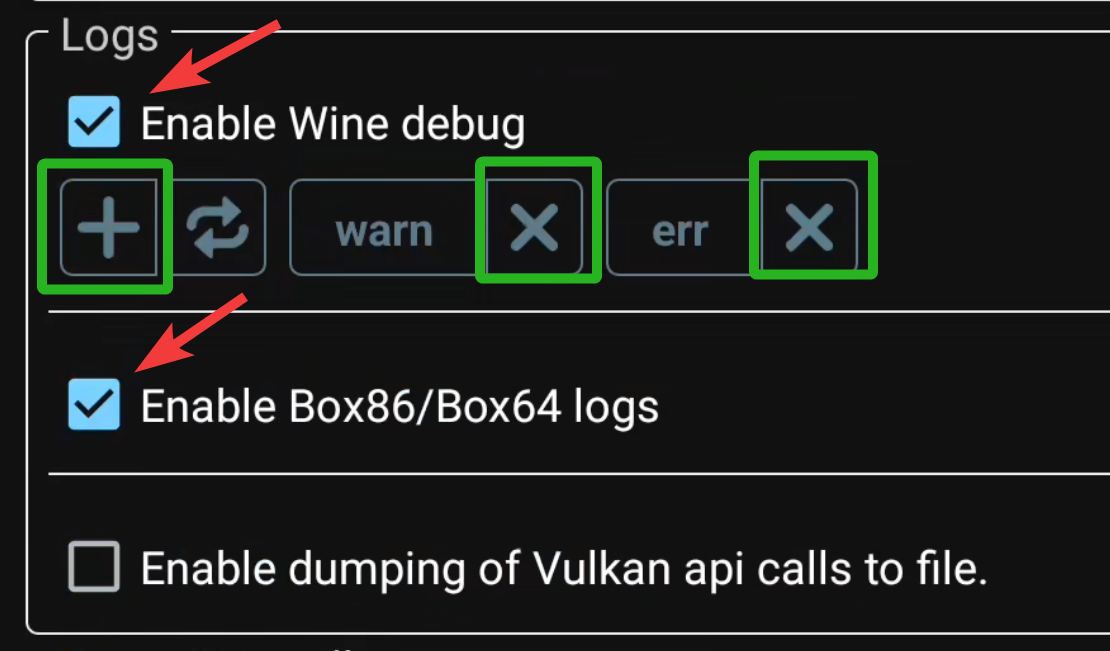 Logs
Enable Wine debug
warn err
Enable Box86/Box64 logs
Enable dumping of Vulkan api calls to file.